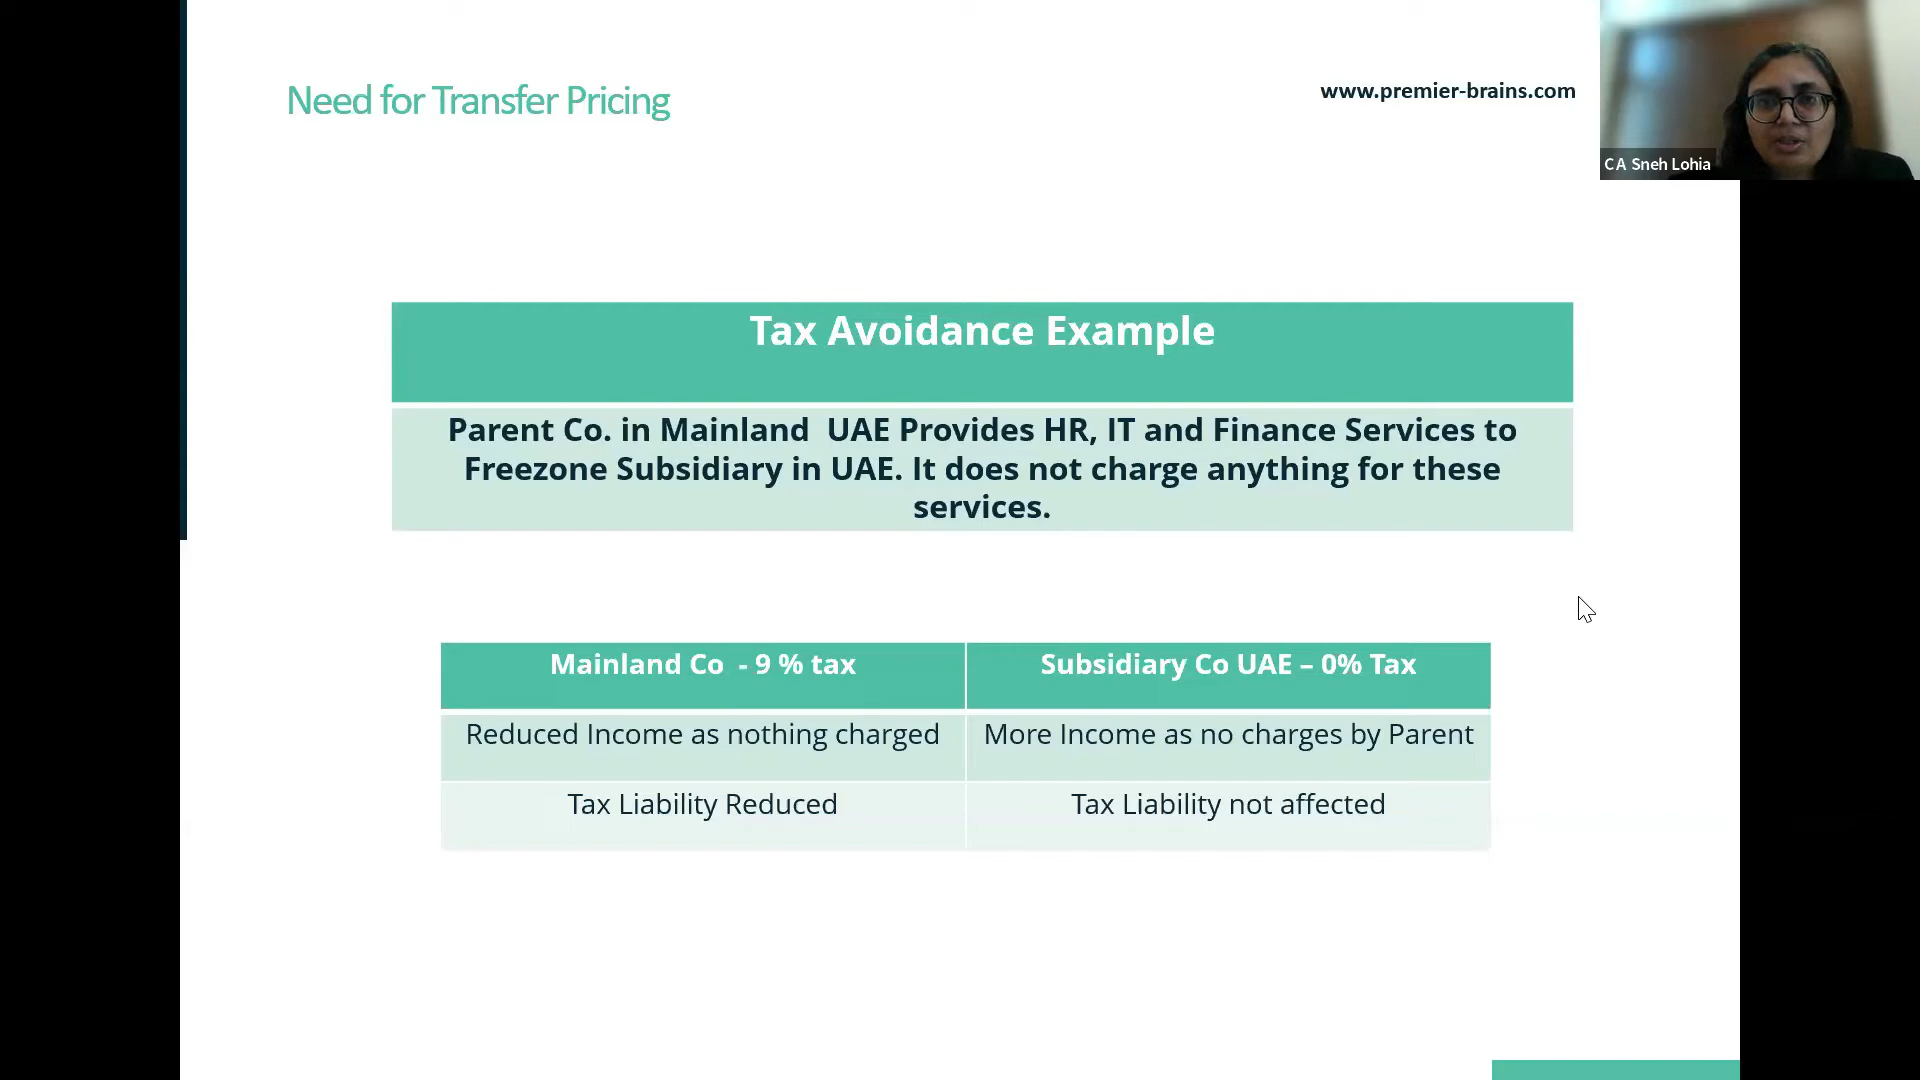 Need for Transfer Pricing
www.premier-brains.com
CA Sneh Lohia
Tax Avoidance Example
Parent Co. in Mainland  UAE Provides HR, IT and Finance Services to
Freezone Subsidiary in UAE. It does not charge anything for these
services.
Mainland Co  - 9 % tax
Subsidiary Co UAE – 0% Tax
Reduced Income as nothing charged
More Income as no charges by Parent
Tax Liability Reduced
Tax Liability not affected